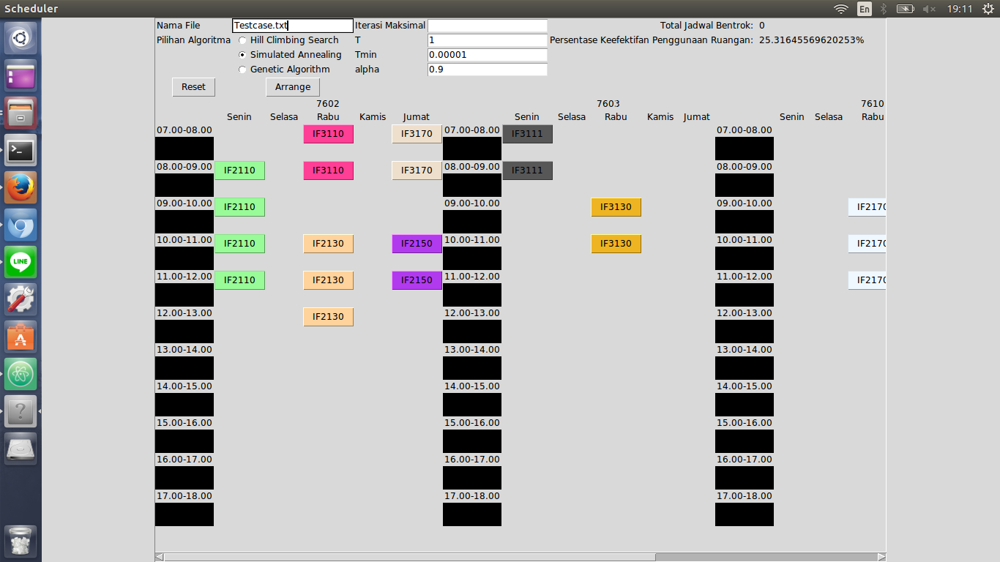 Scheduler En 19:11
Nama File Testcase.txt Iterasi Maksimal Total Jadwal Bentrok: 0
Pilihan Algoritma Hill Climbing Search T 1 Persentase Keefektifan Penggunaan Ruangan: 25.31645569620253%
Simulated Annealing Tmin 0.00001
Genetic Algorithm alpha 0.9
Reset Arrange
7602 7603 7610
Senin Selasa Rabu Kamis Jumat Senin Selasa Rabu Kamis Jumat Senin Selasa Rabu
07.00-08.00 IF3110 IF3170 07.00-08.00 IF3111 07.00-08.00
08.00-09.00 IF2110 IF3110 IF3170 08.00-09.00 IF3111 08.00-09.00
09.00-10.00 IF2110 09.00-10.00 IF3130 09.00-10.00 IF2170
10.00-11.00 IF2110 IF2130 IF2150 10.00-11.00 IF3130 10.00-11.00 IF2170
11.00-12.00 IF2110 IF2130 IF2150 11.00-12.00 11.00-12.00 IF2170
12.00-13.00 IF2130 12.00-13.00 12.00-13.00
13.00-14.00 13.00-14.00 13.00-14.00
14.00-15.00 14.00-15.00 14.00-15.00
15.00-16.00 15.00-16.00 15.00-16.00
16.00-17.00 16.00-17.00 16.00-17.00
17.00-18.00 17.00-18.00 17.00-18.00
LINE